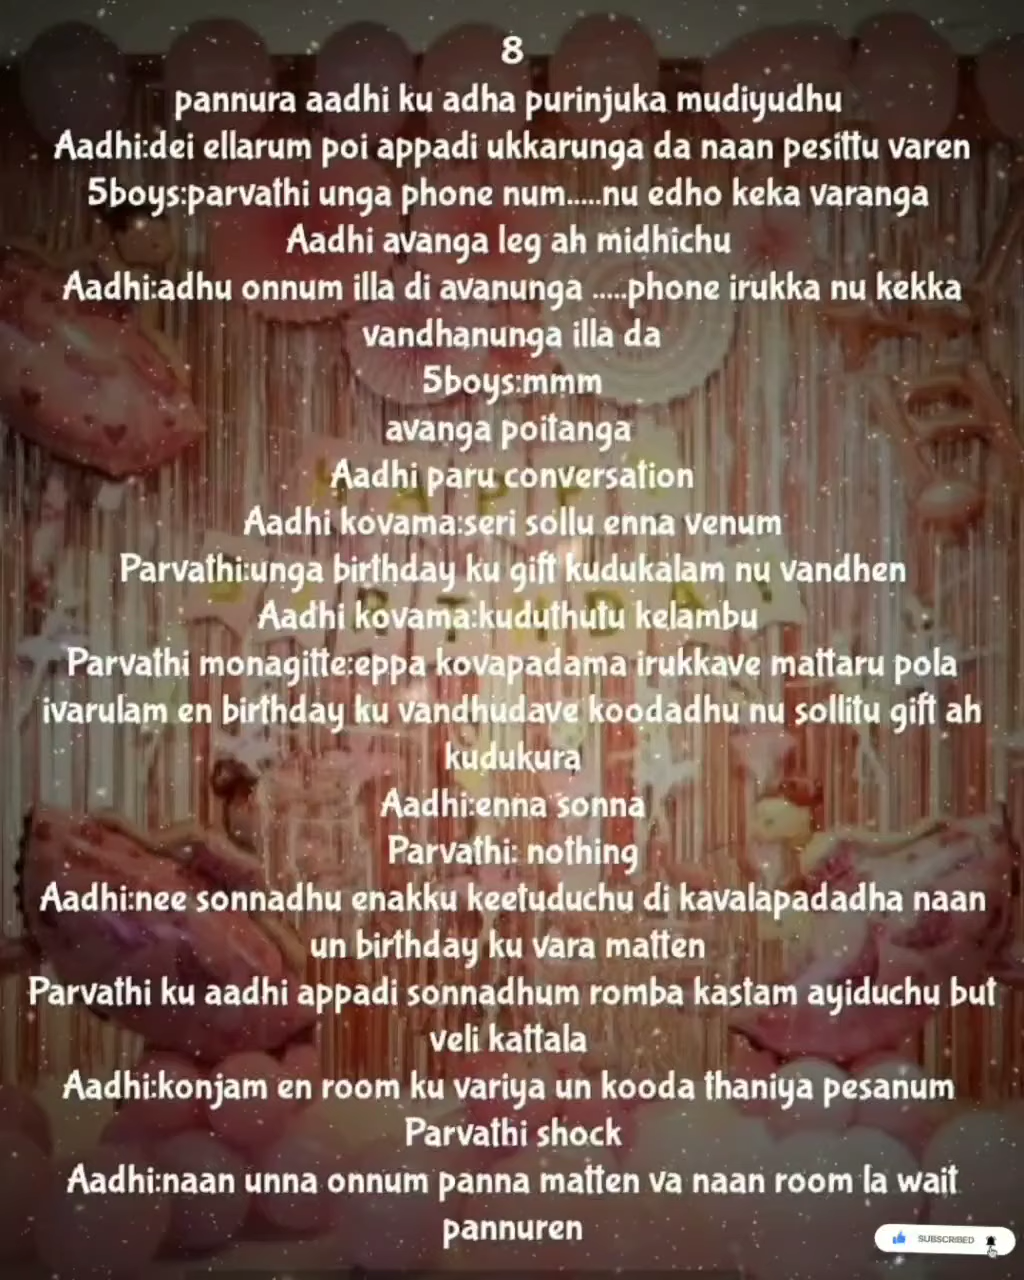 8
pannura aadhi ku adha purinjuka mudiyudhu
Aadhi:dei ellarum poi appadi ukkarunga da naan pesittu varen
5boys:parvathi unga phone num.....nu edho keka varanga
Aadhi avanga leg ah midhichu
Aadhi:adhu onnum illa di avanunga .....phone irukka nu kekka
vandhanunga illa da
5boys:mmm
avanga poitanga
Aadhi paru conversation
Aadhi kovama:seri sollu enna venum
Parvathi:unga birthday ku gift kudukalam nu vandhen
Aadhi kovama:kuduthutu kelambu
Parvathi monagitte:eppa kovapadama irukkave mattaru pola
ivarulam en birthday ku vandhudave koodadhu nu sollitu gift ah
kudukura
Aadhi:enna sonna
Parvathi: nothing
Aadhi:nee sonnadhu enakku keetuduchu di kavalapadadha naan
un birthday ku vara matten
Parvathi ku aadhi appadi sonnadhum romba kastam ayiduchu but
veli kattala
Aadhi:konjam en room ku variya un kooda thaniya pesanum
Parvathi shock
Aadhi:naan unna onnum panna matten va naan room la wait
pannuren
SUBSCRIBED
HAPPY
BIRTHDAY